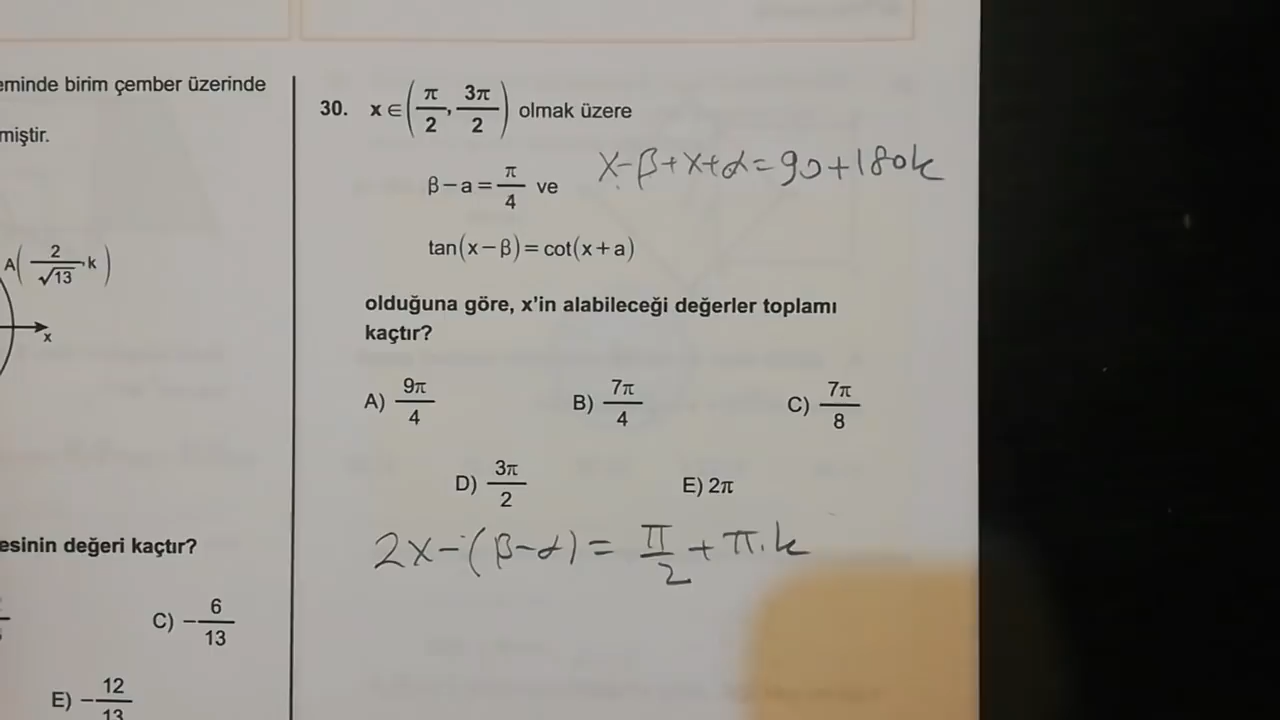 eminde birim çember üzerinde
miştir.
A(2/√13, k)
x
esinin değeri kaçtır?
C) -6/13
E) -12/13
30. x ∈ (π/2, 3π/2) olmak üzere
x-β+x+α=90+180k
β-a=π/4 ve
tan(x-β)=cot(x+a)
olduğuna göre, x'in alabileceği değerler toplamı
kaçtır?
A) 9π/4 B) 7π/4 C) 7π/8
D) 3π/2 E) 2π
2x-(β-α)=π/2+π.k